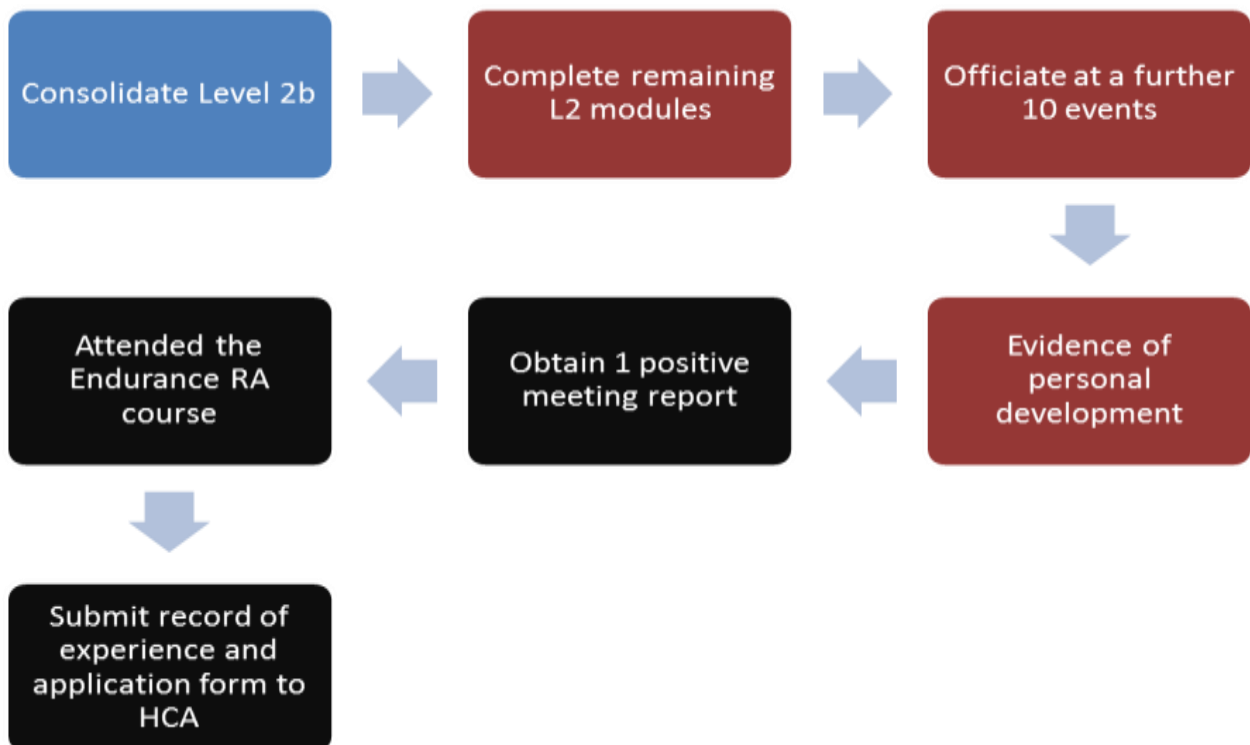 Consolidate Level 2b
Complete remaining
L2 modules
Officiate at a further
10 events
Evidence of
personal
development
Obtain 1 positive
meeting report
Attended the
Endurance RA
course
Submit record of
experience and
application form to
HCA